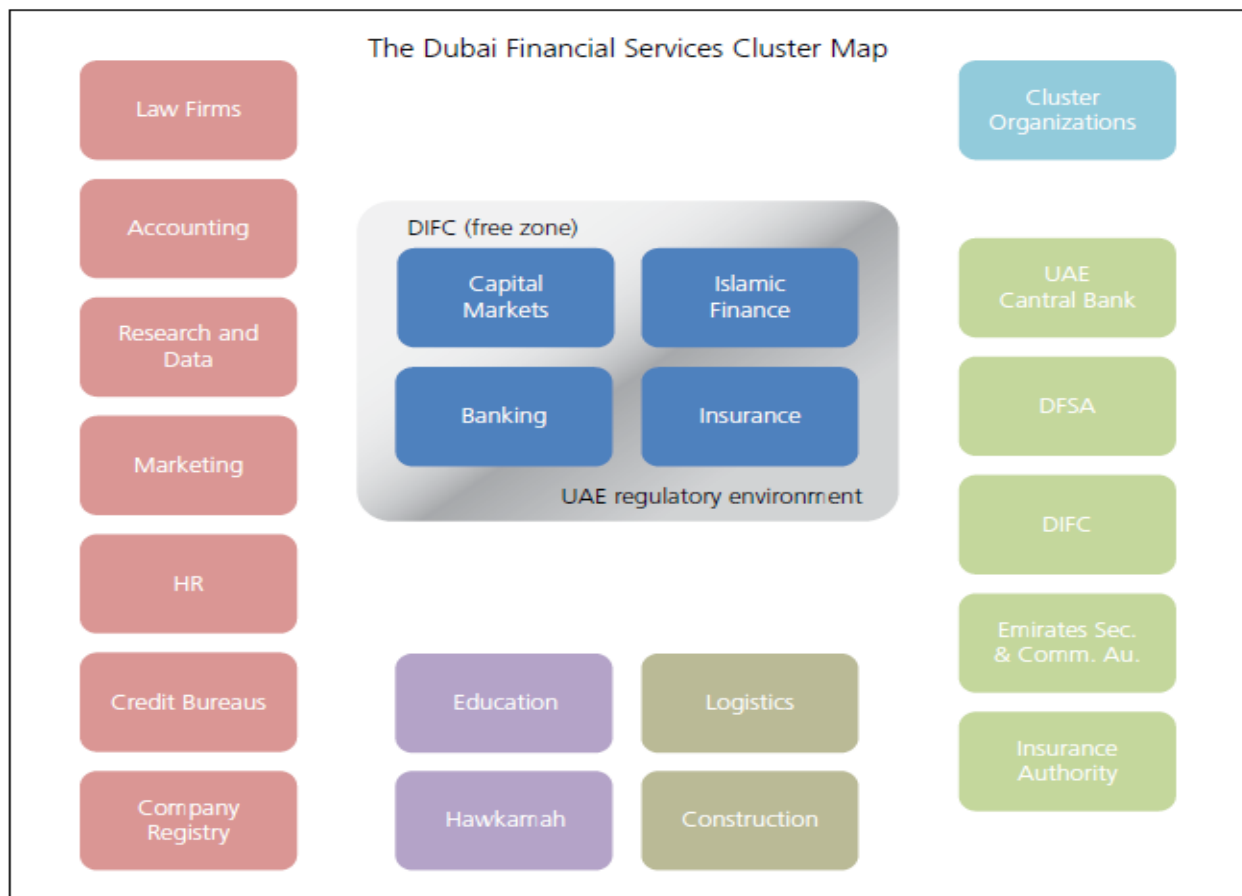 The Dubai Financial Services Cluster Map
Law Firms
Accounting
Research and
Data
Marketing
HR
Credit Bureaus
Company
Registry
DIFC (free zone)
Capital
Markets
Islamic
Finance
Banking
Insurance
UAE regulatory environment
Education
Logistics
Hawkamah
Construction
Cluster
Organizations
UAE
Cantral Bank
DFSA
DIFC
Emirates Sec.
& Comm. Au.
Insurance
Authority